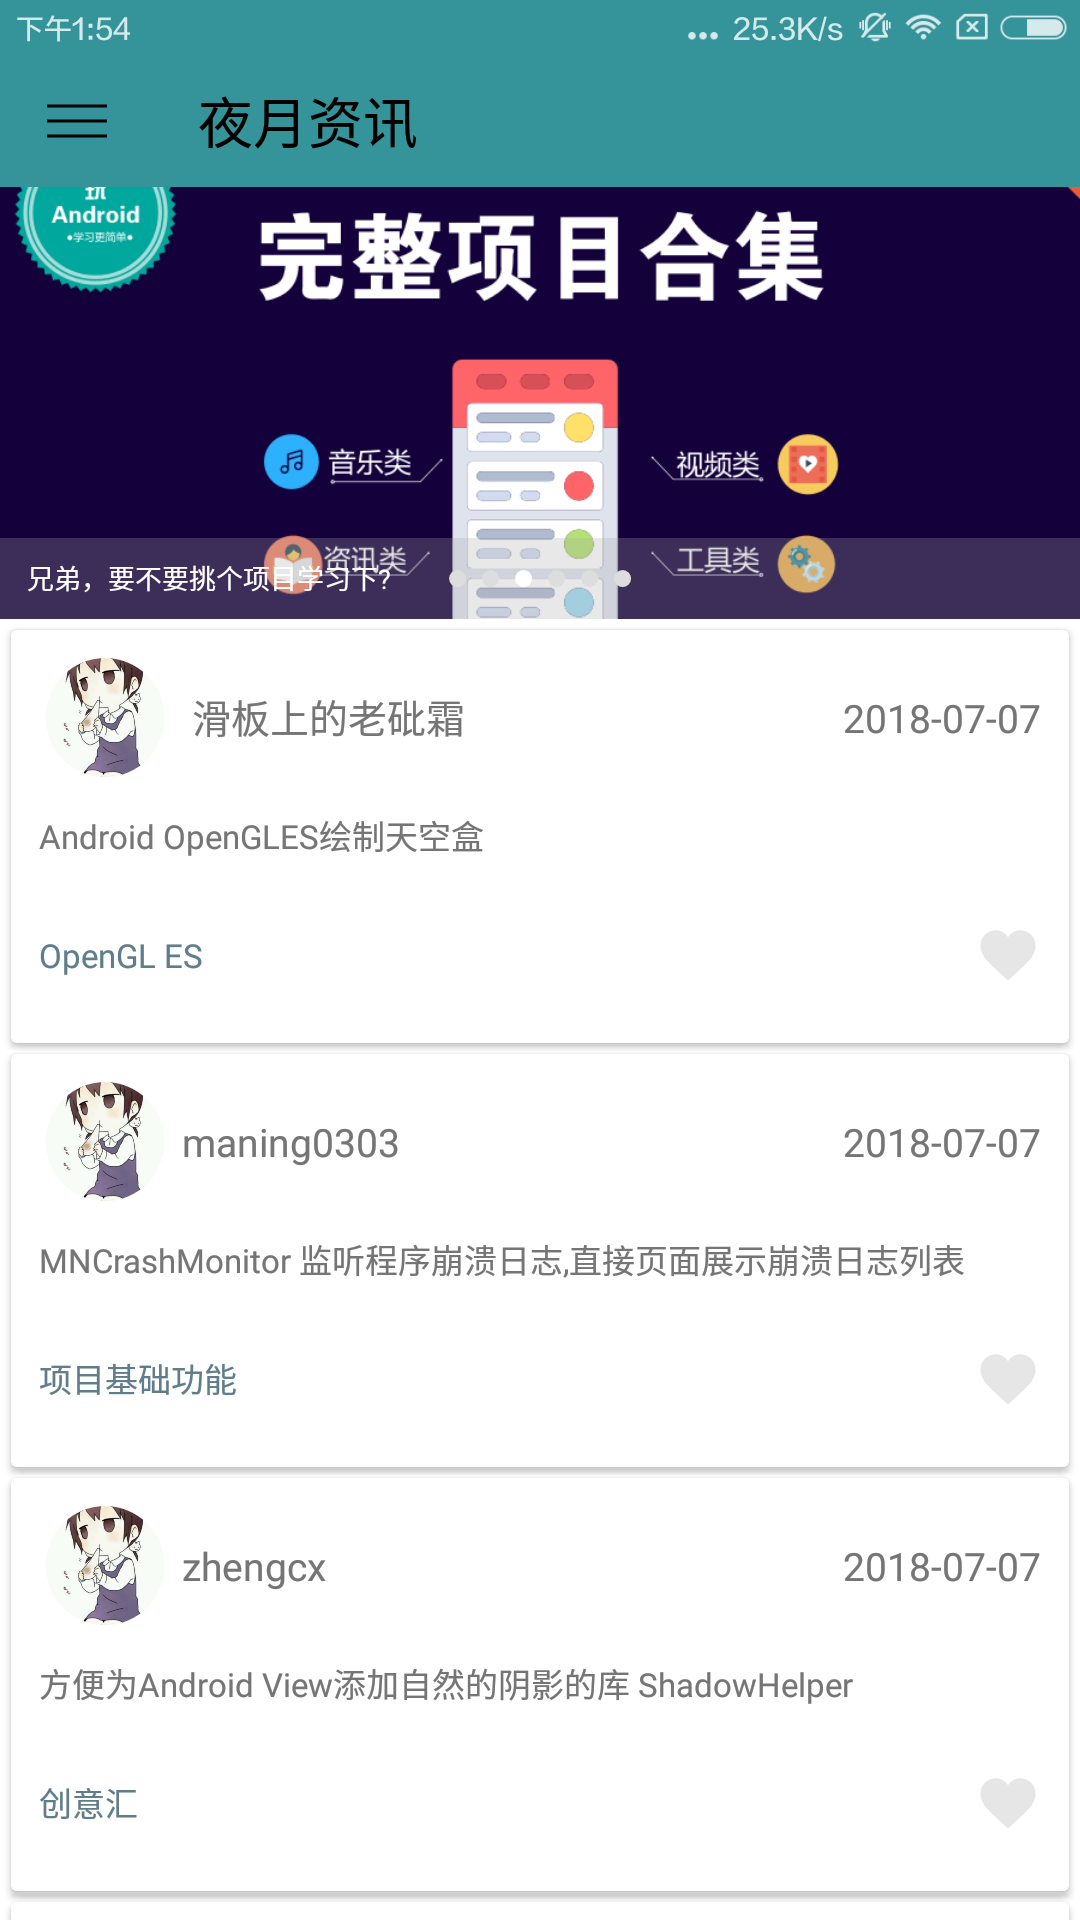 下午1:54
... 25.3K/s
夜月资讯
玩
Android
•学习更简单•
完整项目合集
音乐类
视频类
资讯类
工具类
兄弟，要不要挑个项目学习下?
滑板上的老砒霜
2018-07-07
Android OpenGLES绘制天空盒
OpenGL ES
maning0303
2018-07-07
MNCrashMonitor 监听程序崩溃日志,直接页面展示崩溃日志列表
项目基础功能
zhengcx
2018-07-07
方便为Android View添加自然的阴影的库 ShadowHelper
创意汇